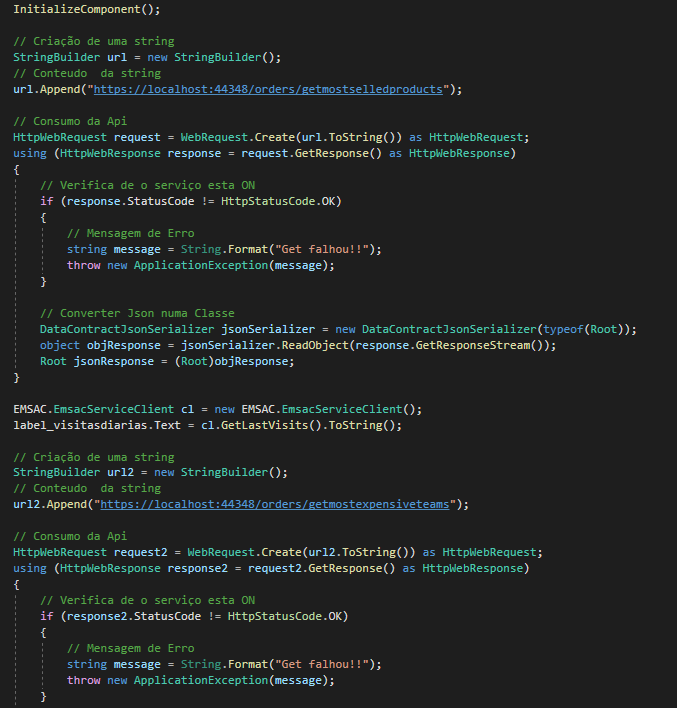 InitializeComponent();
// Criação de uma string
StringBuilder url = new StringBuilder();
// Conteudo  da string
url.Append("https://localhost:44348/orders/getmostselledproducts");
// Consumo da Api
HttpWebRequest request = WebRequest.Create(url.ToString()) as HttpWebRequest;
using (HttpWebResponse response = request.GetResponse() as HttpWebResponse)
{
// Verifica de o serviço esta ON
if (response.StatusCode != HttpStatusCode.OK)
{
// Mensagem de Erro
string message = String.Format("Get falhou!!");
throw new ApplicationException(message);
}
// Converter Json numa Classe
DataContractJsonSerializer jsonSerializer = new DataContractJsonSerializer(typeof(Root));
object objResponse = jsonSerializer.ReadObject(response.GetResponseStream());
Root jsonResponse = (Root)objResponse;
}
EMSAC.EmsacServiceClient cl = new EMSAC.EmsacServiceClient();
label_visitasdiarias.Text = cl.GetLastVisits().ToString();
// Criação de uma string
StringBuilder url2 = new StringBuilder();
// Conteudo  da string
url2.Append("https://localhost:44348/orders/getmostexpensiveteams");
// Consumo da Api
HttpWebRequest request2 = WebRequest.Create(url2.ToString()) as HttpWebRequest;
using (HttpWebResponse response2 = request2.GetResponse() as HttpWebResponse)
{
// Verifica de o serviço esta ON
if (response2.StatusCode != HttpStatusCode.OK)
{
// Mensagem de Erro
string message = String.Format("Get falhou!!");
throw new ApplicationException(message);
}